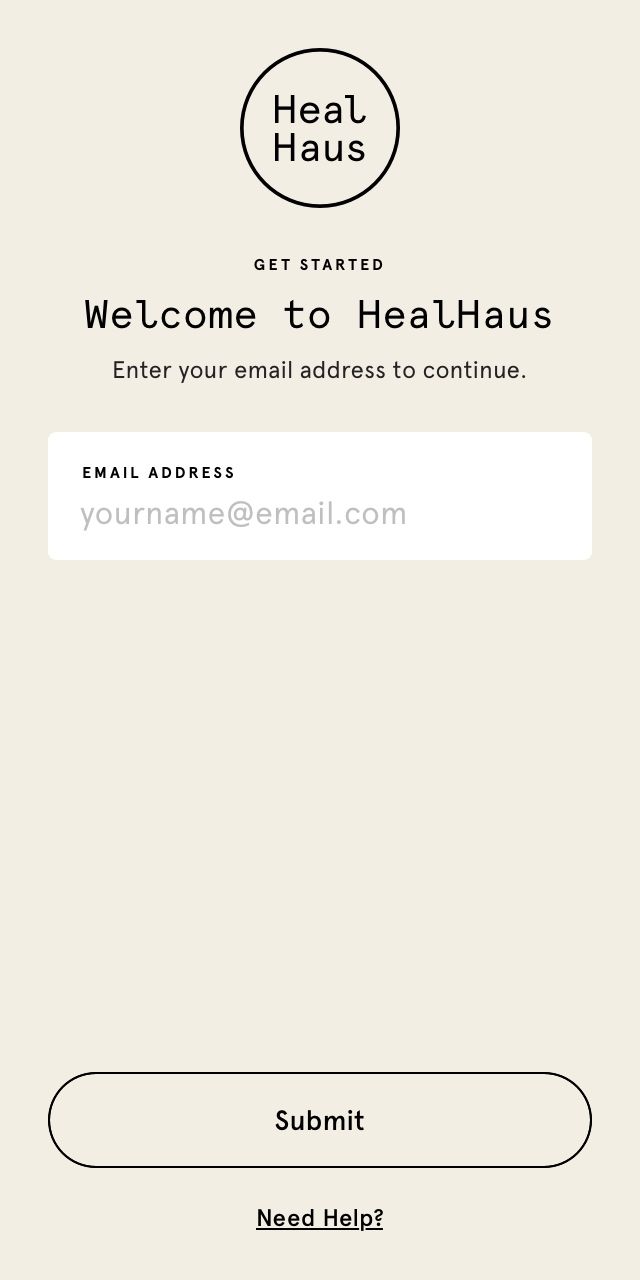 Heal
Haus
GET STARTED
Welcome to HealHaus
Enter your email address to continue.
EMAIL ADDRESS
yourname@email.com
Submit
Need Help?